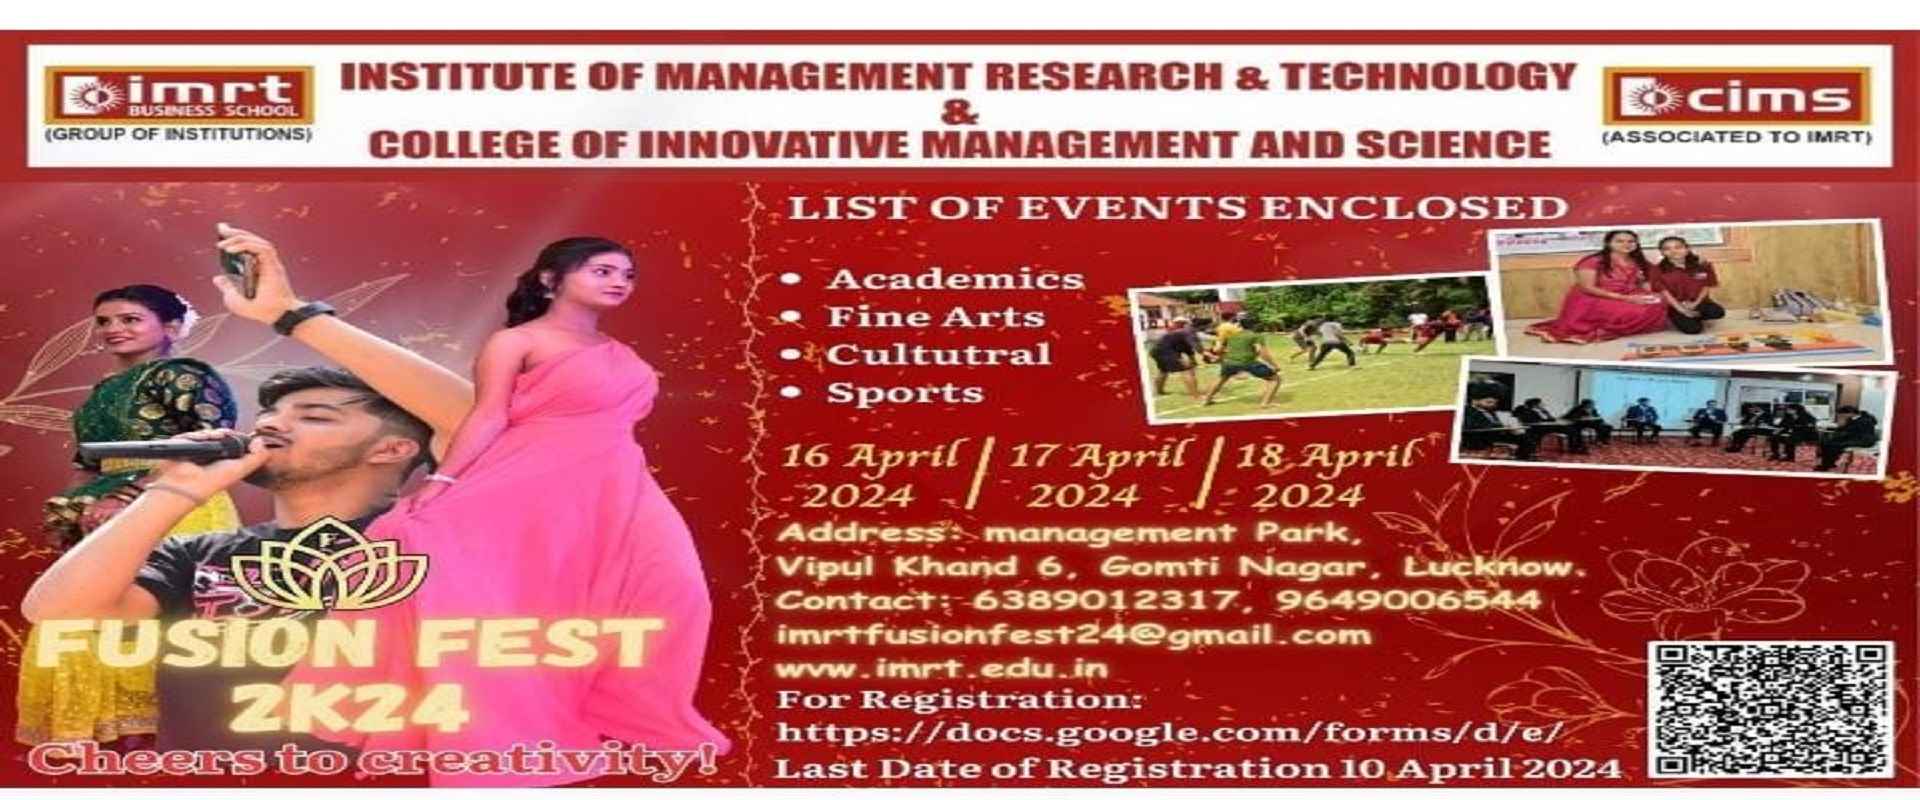 imrt
BUSINESS SCHOOL
(GROUP OF INSTITUTIONS)
INSTITUTE OF MANAGEMENT RESEARCH & TECHNOLOGY
&
COLLEGE OF INNOVATIVE MANAGEMENT AND SCIENCE
cims
(ASSOCIATED TO IMRT)
LIST OF EVENTS ENCLOSED
• Academics
• Fine Arts
• Cultutral
• Sports
16 April / 17 April / 18 April
2024 / 2024 / 2024
Address: management Park,
Vipul Khand 6, Gomti Nagar, Lucknow.
Contact: 6389012317, 9649006544
imrtfusionfest24@gmail.com
www.imrt.edu.in
For Registration:
https://docs.google.com/forms/d/e/
Last Date of Registration 10 April 2024
F
FUSION FEST
2K24
Cheers to creativity!